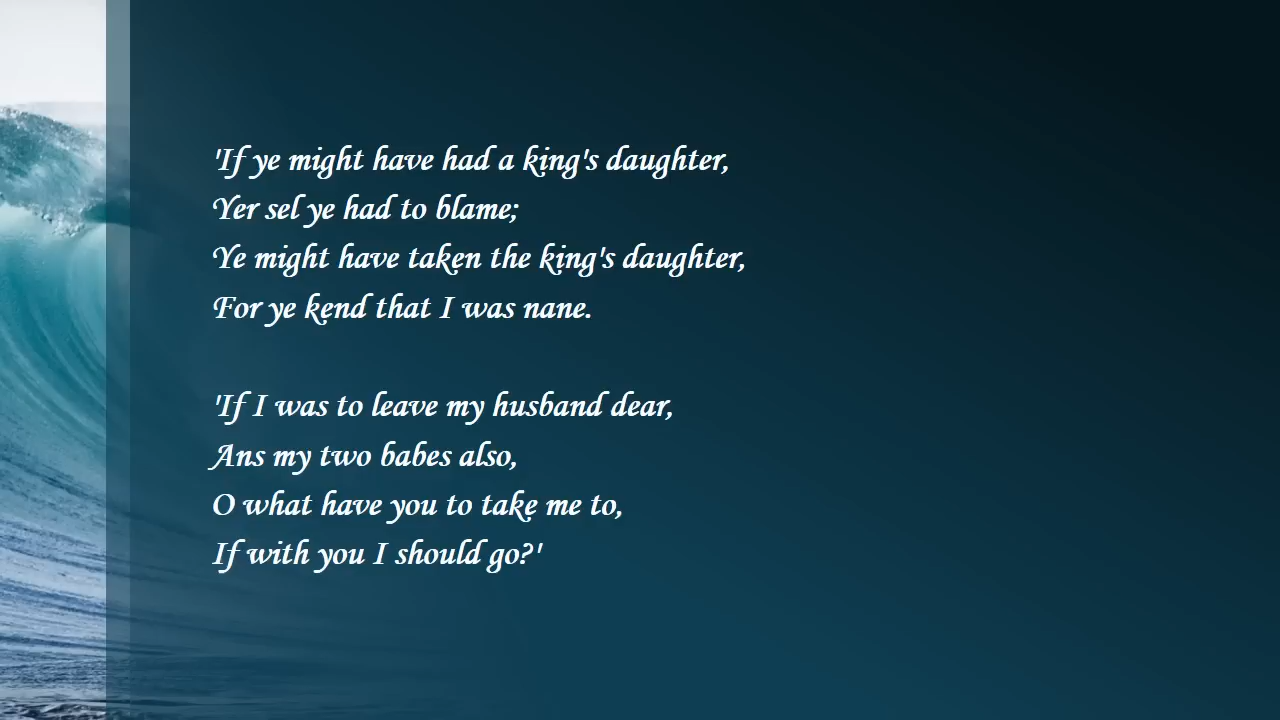 'If ye might have had a king's daughter,
Yer sel ye had to blame;
Ye might have taken the king's daughter,
For ye kend that I was nane.
'If I was to leave my husband dear,
Ans my two babes also,
O what have you to take me to,
If with you I should go?'